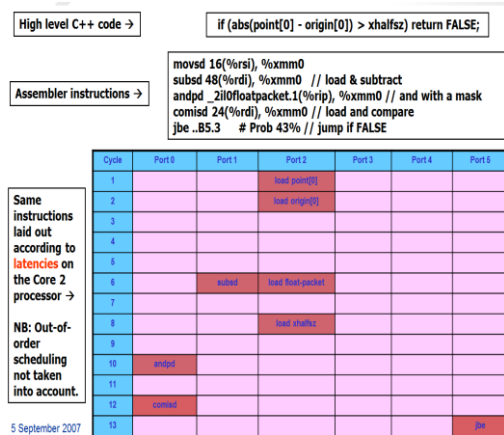 High level C++ code →
if (abs(point[0] - origin[0]) > xhalfsz) return FALSE;
Assembler instructions →
movsd 16(%rsi), %xmm0
subsd 48(%rdi), %xmm0 // load & subtract
andpd _2il0floatpacket.1(%rip), %xmm0 // and with a mask
comisd 24(%rdi), %xmm0 // load and compare
jbe ..B5.3 # Prob 43% // jump if FALSE
Same
instructions
laid out
according to
latencies on
the Core 2
processor →
NB: Out-of-
order
scheduling
not taken
into account.
Cycle Port 0 Port 1 Port 2 Port 3 Port 4 Port 5
1 load point[0]
2 load origin[0]
3
4
5
6 subsd load float-packet
7
8 load xhalfsz
9
10 andpd
11
12 comisd
13 jbe
5 September 2007